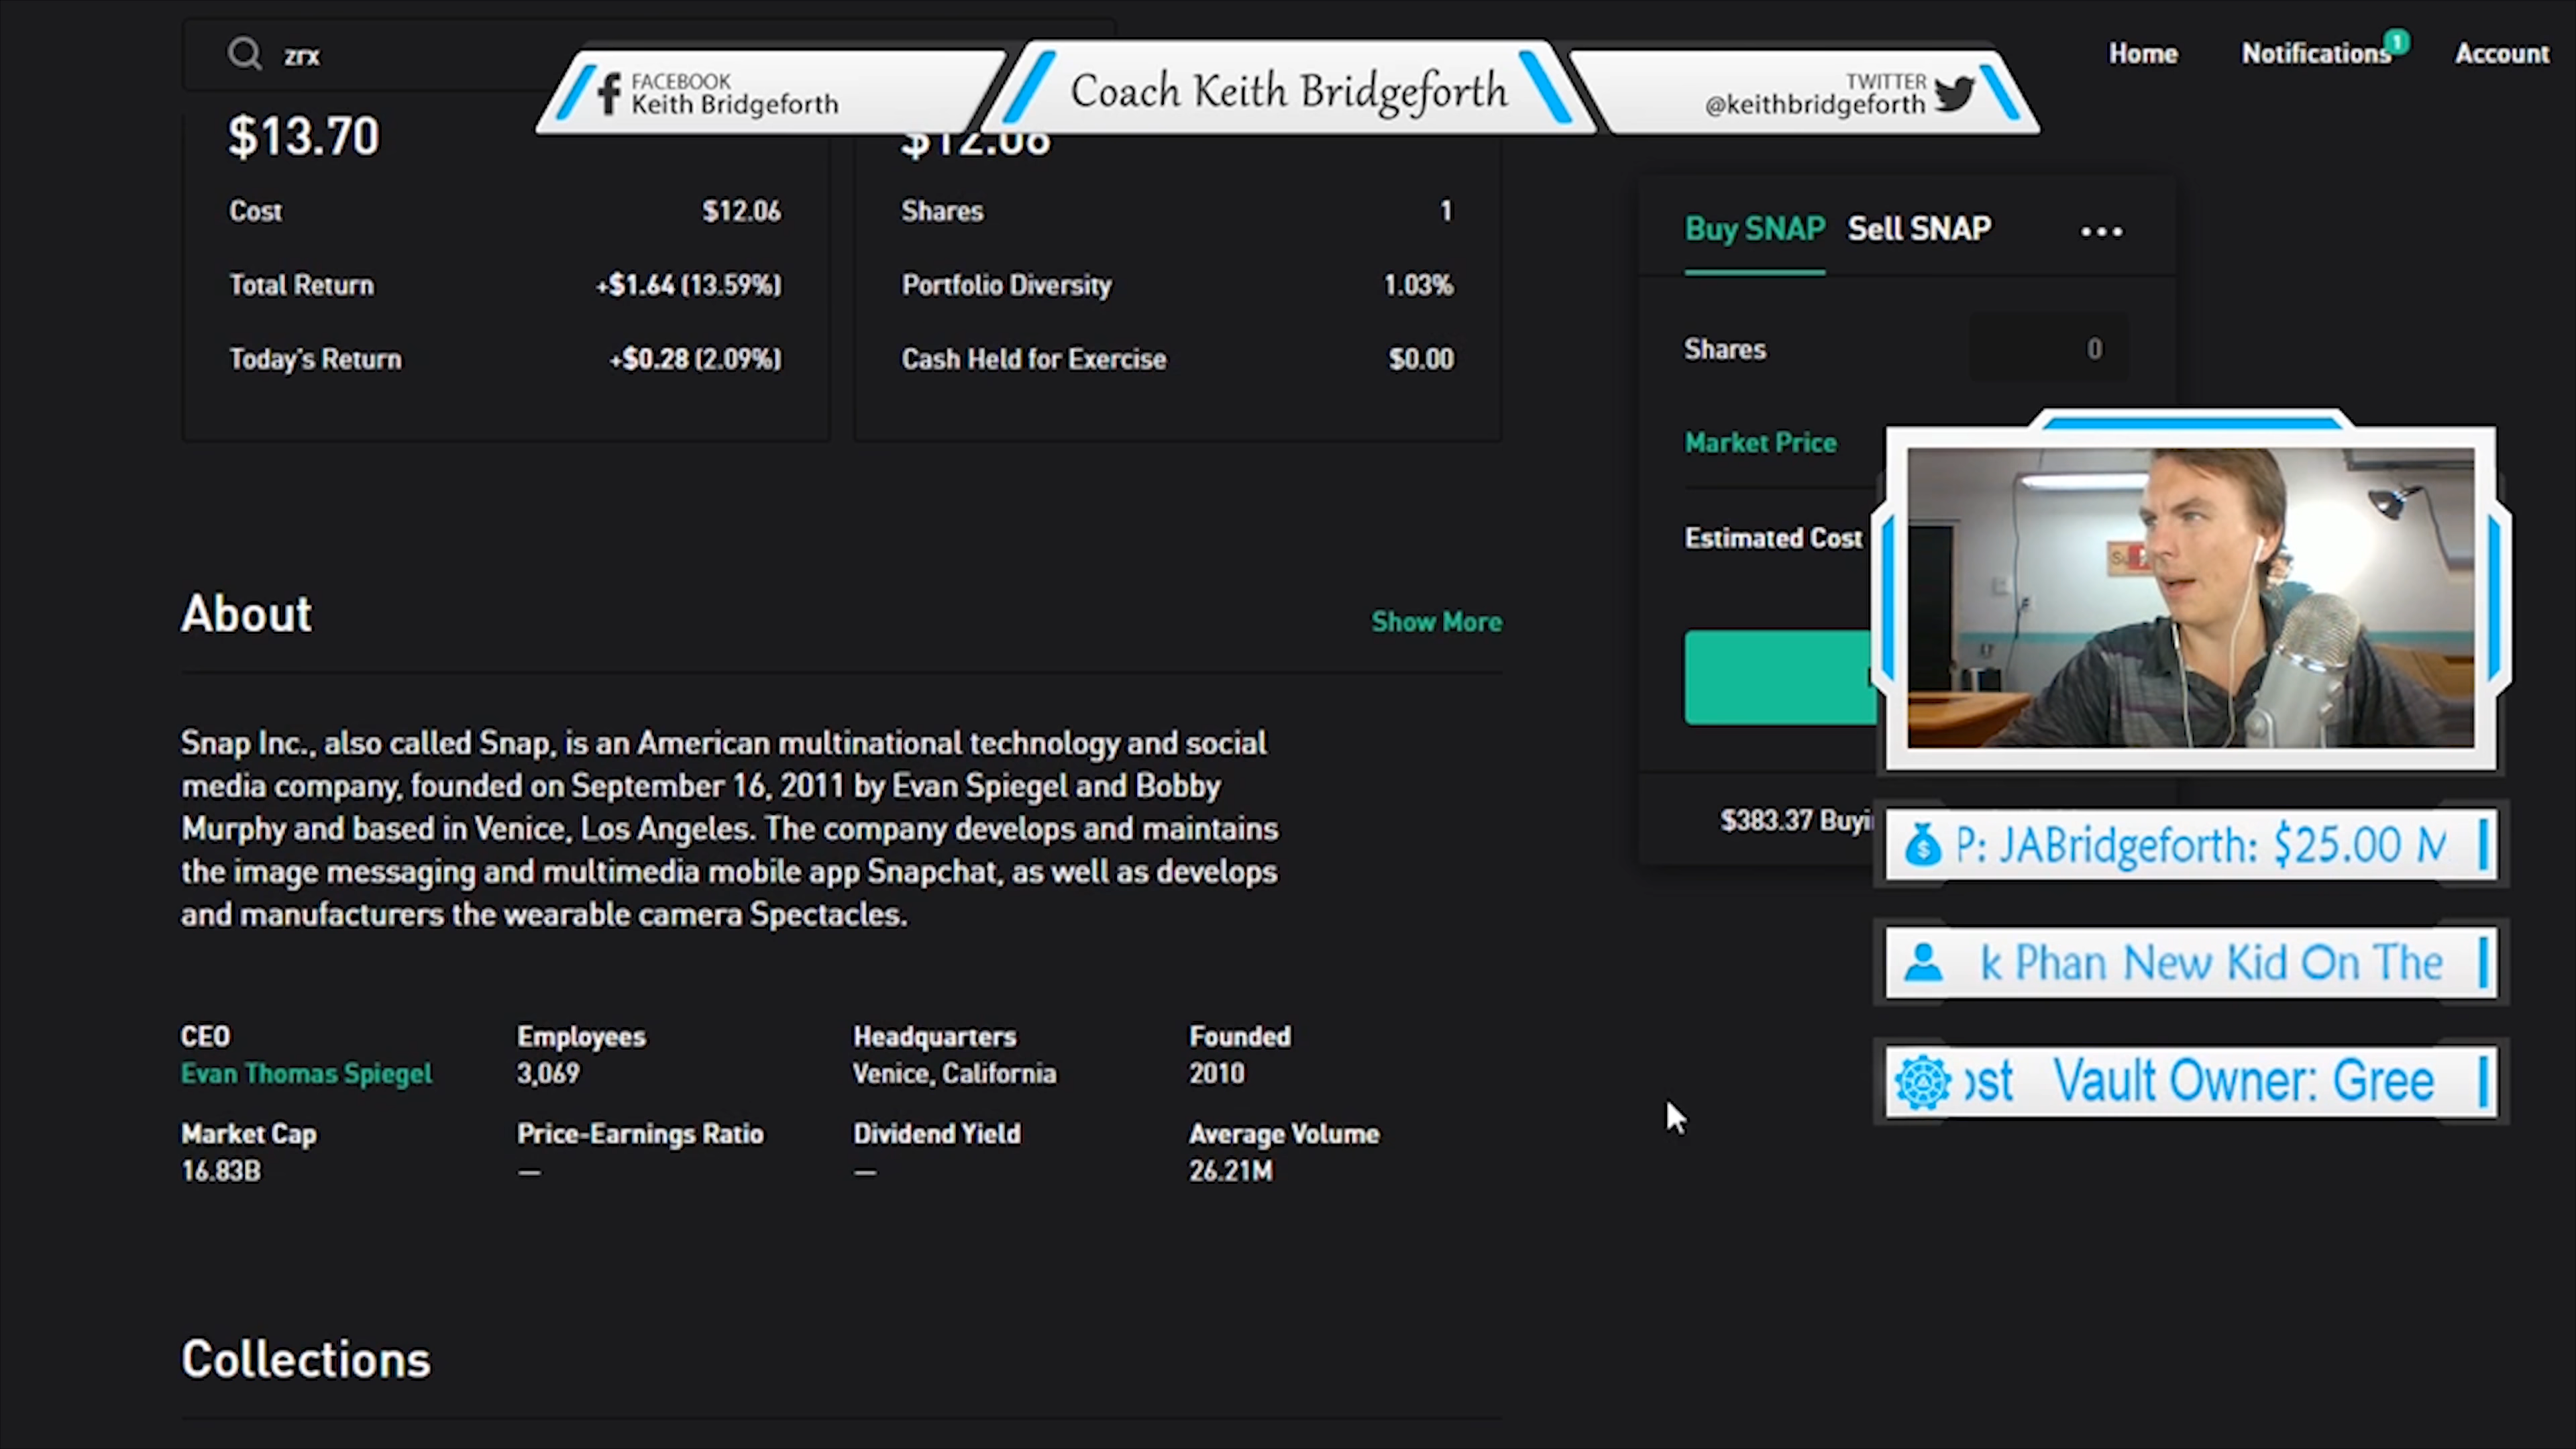 zrx
FACEBOOK
Keith Bridgeforth
Coach Keith Bridgeforth
TWITTER
@keithbridgeforth
Home
Notifications 1
Account
$13.70
Cost $12.06
Total Return +$1.64 (13.59%)
Today's Return +$0.28 (2.09%)
$12.06
Shares 1
Portfolio Diversity 1.03%
Cash Held for Exercise $0.00
Buy SNAP Sell SNAP
Shares 0
Market Price
Estimated Cost
$383.37 Buyi
P: JABridgeforth: $25.00 M
k Phan New Kid On The
ost Vault Owner: Gree
About
Show More
Snap Inc., also called Snap, is an American multinational technology and social
media company, founded on September 16, 2011 by Evan Spiegel and Bobby
Murphy and based in Venice, Los Angeles. The company develops and maintains
the image messaging and multimedia mobile app Snapchat, as well as develops
and manufacturers the wearable camera Spectacles.
CEO
Evan Thomas Spiegel
Employees
3,069
Headquarters
Venice, California
Founded
2010
Market Cap
16.83B
Price-Earnings Ratio
—
Dividend Yield
—
Average Volume
26.21M
Collections